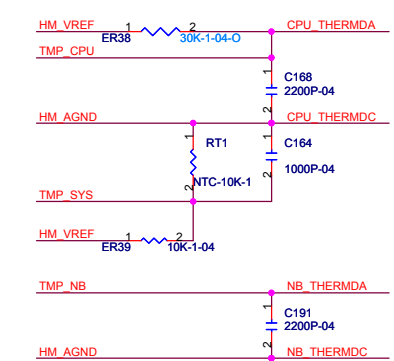 HM_VREF 1 2 CPU_THERMDA
ER38 30K-1-04-O
TMP_CPU
1
C168
2200P-04
2
HM_AGND CPU_THERMDC
1 RT1 1 C164
2 1000P-04
2 NTC-10K-1
TMP_SYS
HM_VREF 1 2
ER39 10K-1-04
TMP_NB NB_THERMDA
1
C191
2200P-04
2
HM_AGND NB_THERMDC